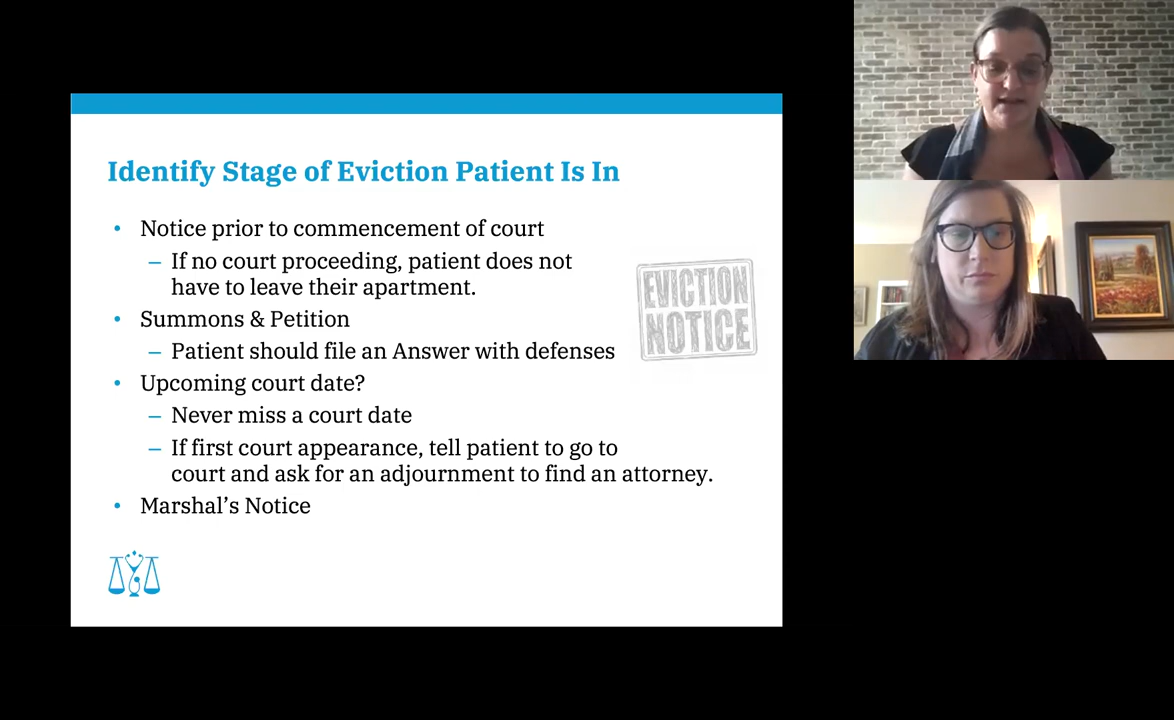 Identify Stage of Eviction Patient Is In
• Notice prior to commencement of court
– If no court proceeding, patient does not
have to leave their apartment.
• Summons & Petition
– Patient should file an Answer with defenses
• Upcoming court date?
– Never miss a court date
– If first court appearance, tell patient to go to
court and ask for an adjournment to find an attorney.
• Marshal's Notice
EVICTION
NOTICE